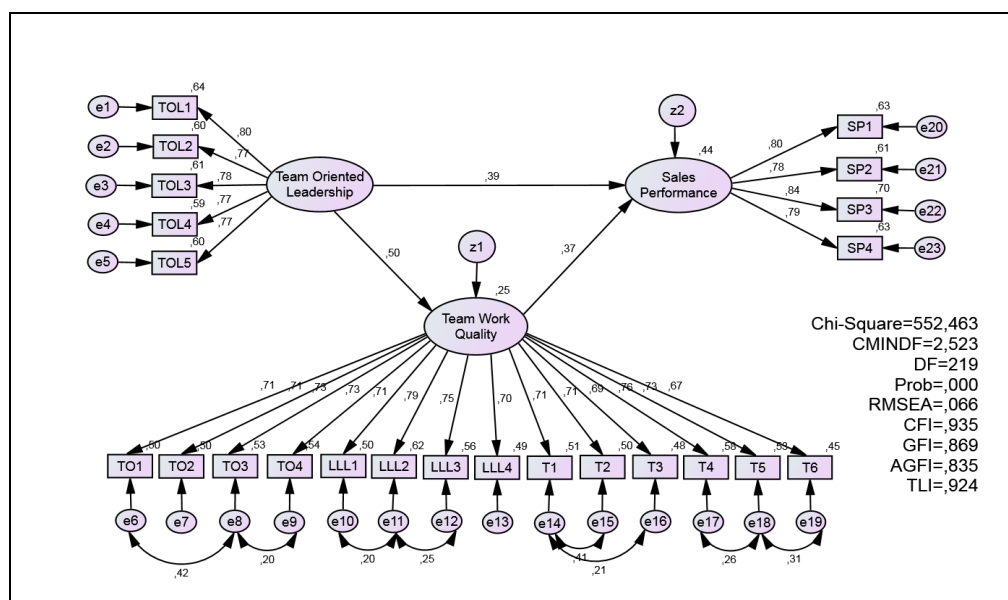 ,64
e1
TOL1
,60
,80
e2
TOL2
,61
,77
e3
TOL3
,78
,59
,77
e4
TOL4
,60
,77
e5
TOL5
Team Oriented
Leadership
,39
,50
z2
,44
Sales
Performance
,37
z1
,25
Team Work
Quality
,63
,80
SP1
e20
,61
,78
SP2
e21
,84
,70
SP3
e22
,79
,63
SP4
e23
Chi-Square=552,463
CMINDF=2,523
DF=219
Prob=,000
RMSEA=,066
CFI=,935
GFI=,869
AGFI=,835
TLI=,924
,71 ,71 ,73 ,73 ,71 ,79 ,75 ,70 ,71 ,71 ,69 ,76 ,73 ,67
,50 ,50 ,53 ,54 ,50 ,62 ,56 ,49 ,51 ,50 ,48 ,58 ,53 ,45
TO1 TO2 TO3 TO4 LLL1 LLL2 LLL3 LLL4 T1 T2 T3 T4 T5 T6
e6 e7 e8 e9 e10 e11 e12 e13 e14 e15 e16 e17 e18 e19
,42 ,20 ,20 ,25 ,41 ,21 ,26 ,31